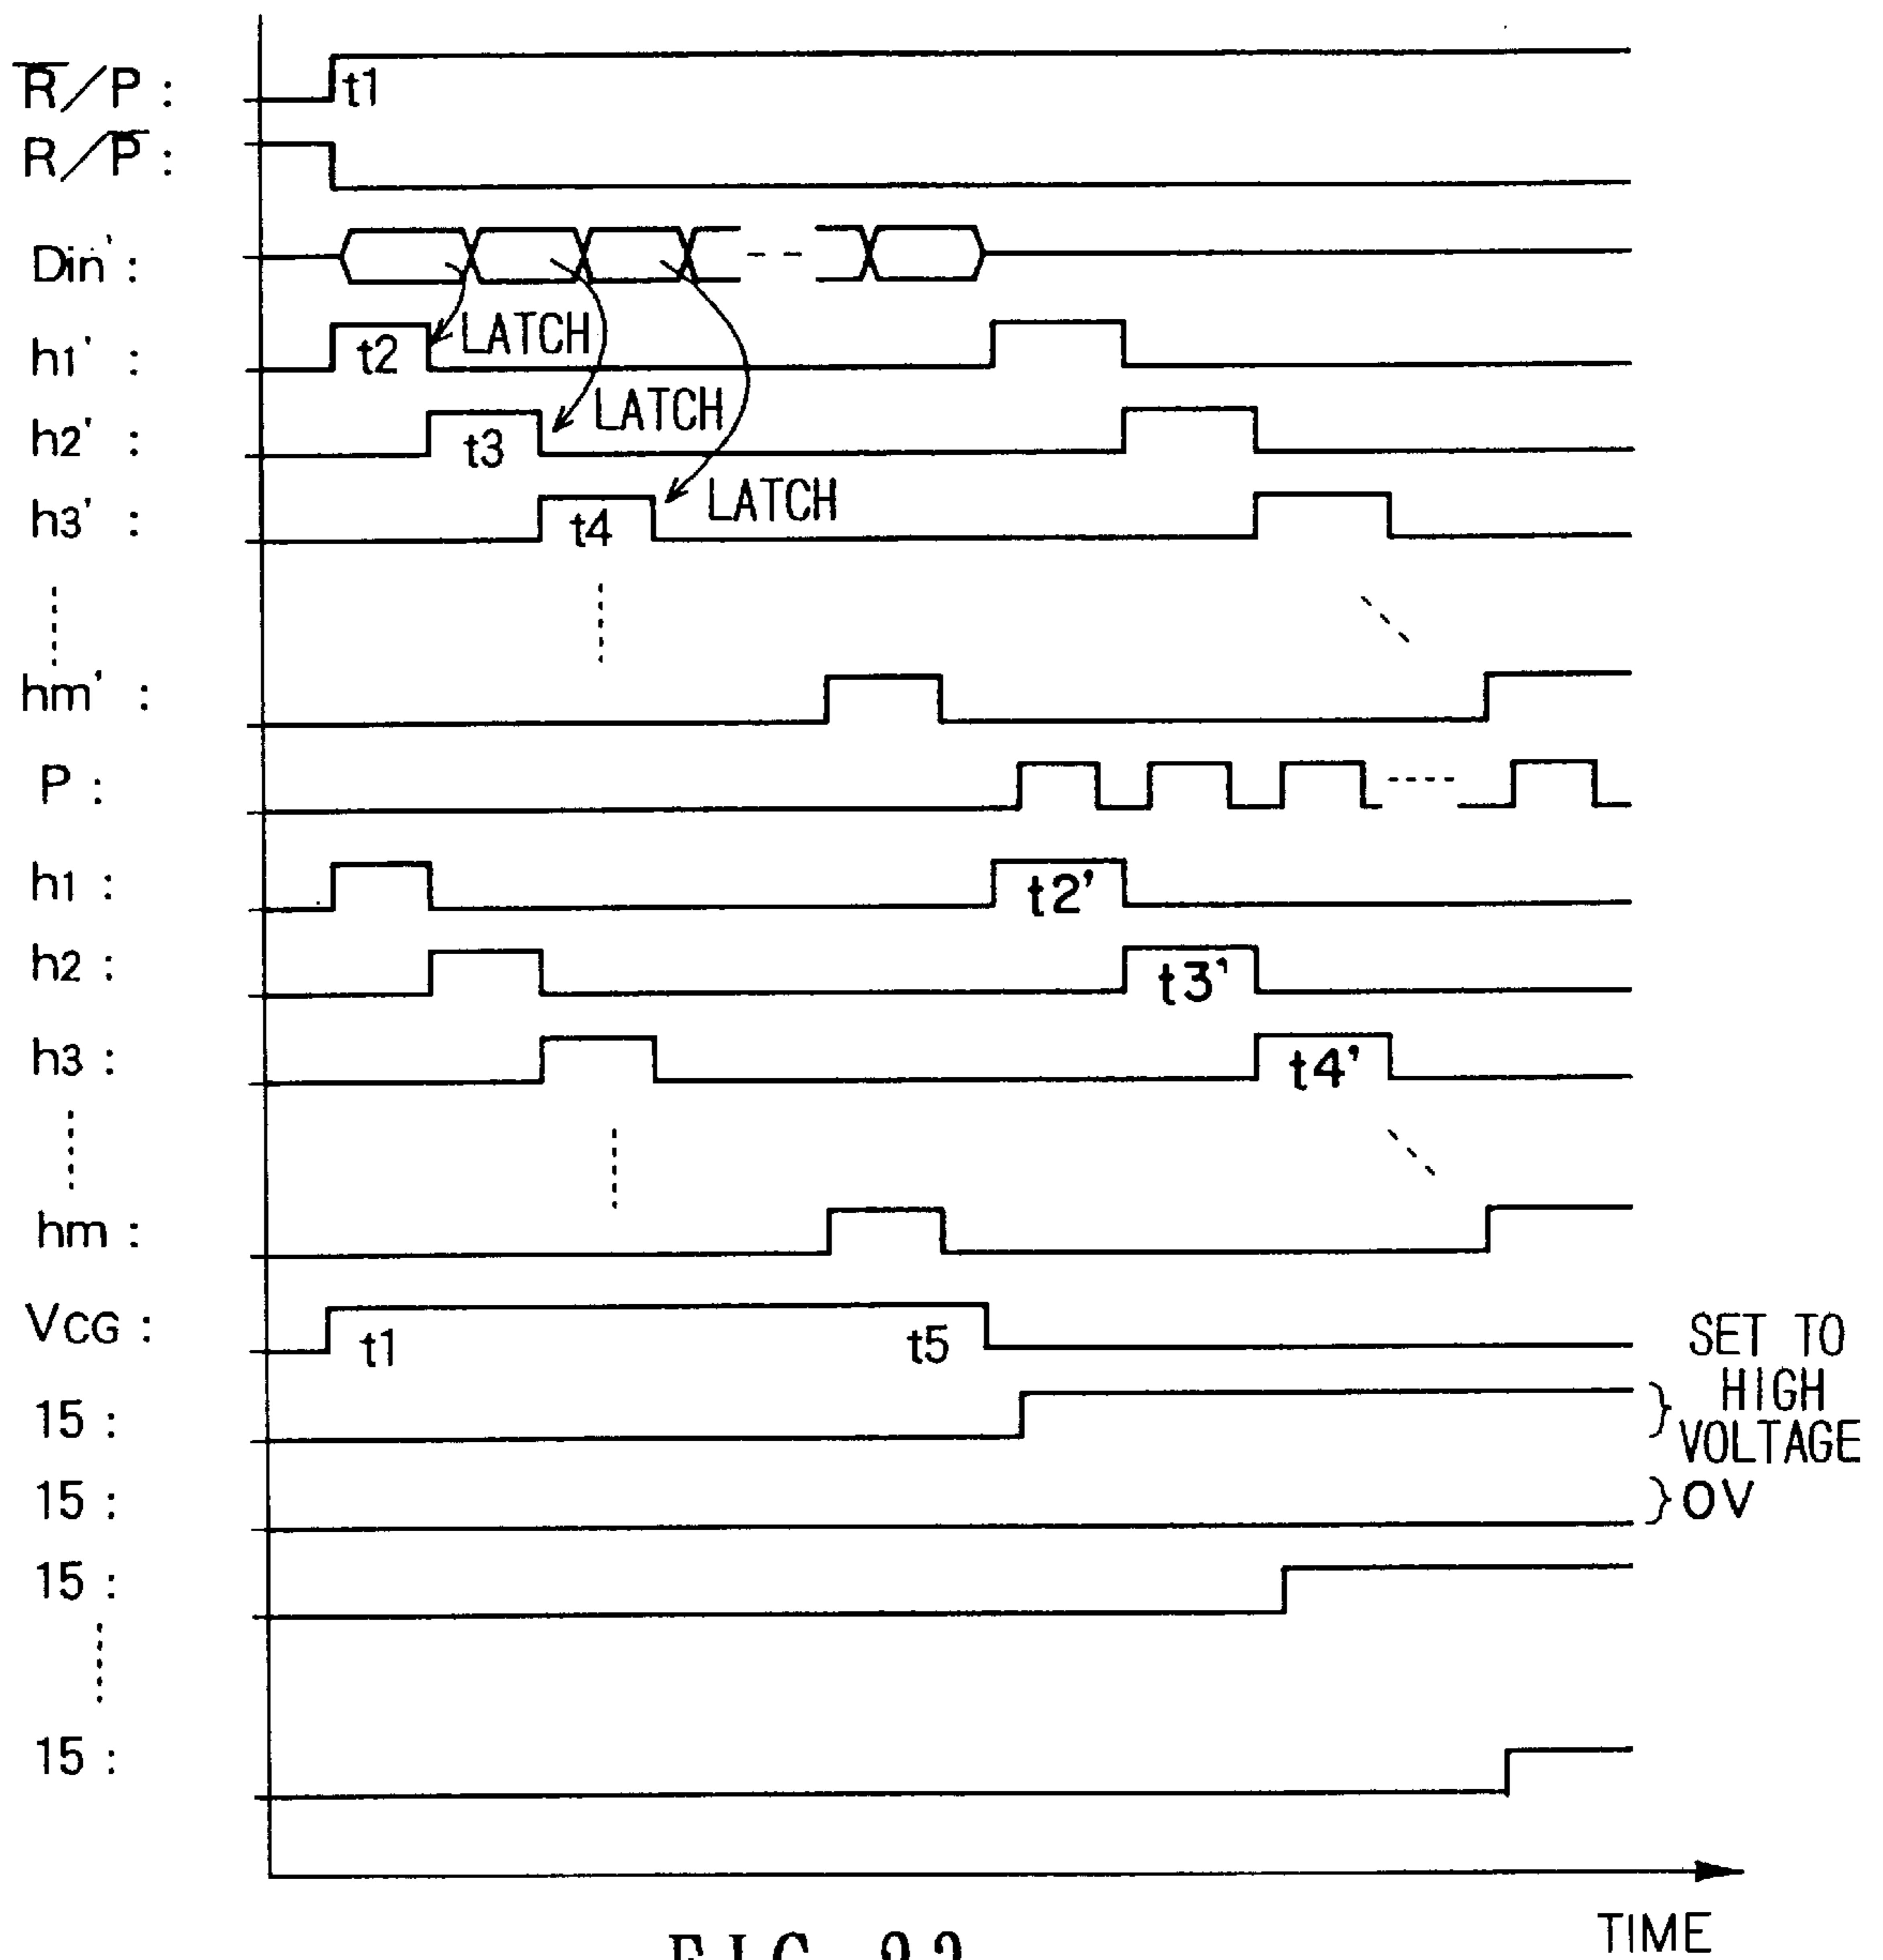 R̅/P :
t1
R/P̅ :
Din' :
h1' :
t2
LATCH
h2' :
t3
LATCH
h3' :
t4
LATCH
hm' :
P :
h1 :
t2'
h2 :
t3'
h3 :
t4'
hm :
VCG :
t1
t5
SET TO
HIGH
VOLTAGE
15 :
15 :
0V
15 :
15 :
TIME